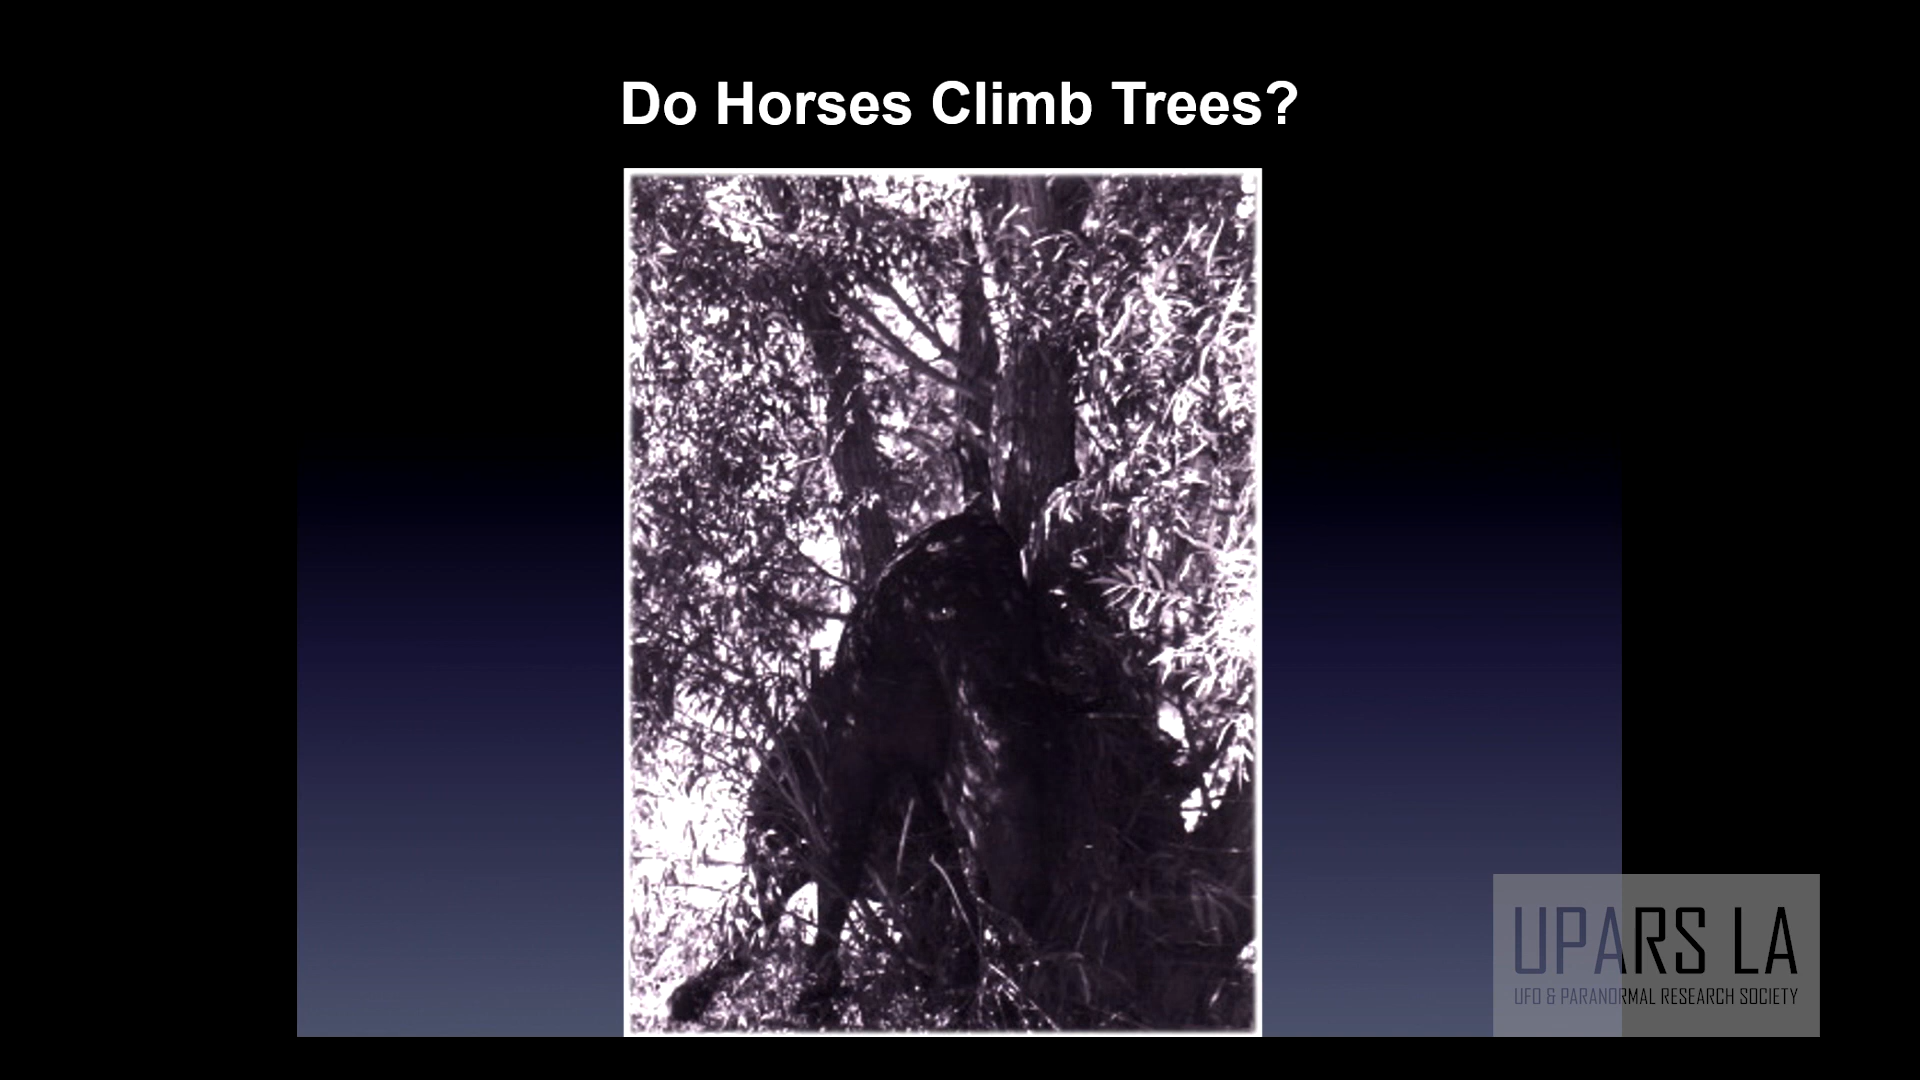 Do Horses Climb Trees?
UPARS LA
UFO & PARANORMAL RESEARCH SOCIETY